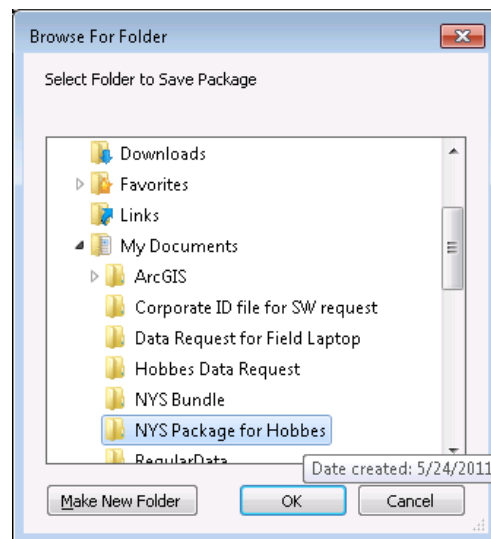 Browse For Folder
Select Folder to Save Package
Downloads
Favorites
Links
My Documents
ArcGIS
Corporate ID file for SW request
Data Request for Field Laptop
Hobbes Data Request
NYS Bundle
NYS Package for Hobbes
RegularData
Date created: 5/24/2011
Make New Folder
OK
Cancel